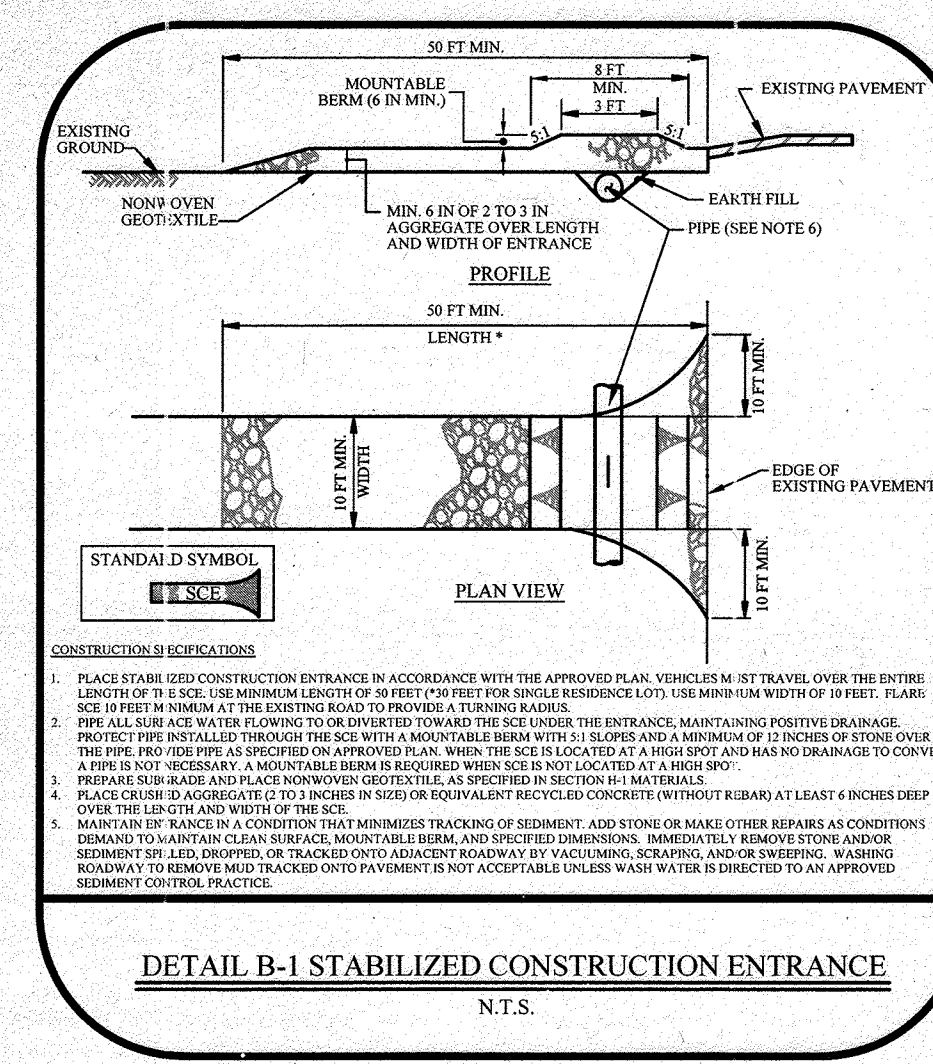 50 FT MIN.
8 FT
MIN.
3 FT
MOUNTABLE
BERM (6 IN MIN.)
5:1
5:1
EXISTING PAVEMENT
EXISTING
GROUND
NONWOVEN
GEOTEXTILE
MIN. 6 IN OF 2 TO 3 IN
AGGREGATE OVER LENGTH
AND WIDTH OF ENTRANCE
EARTH FILL
PIPE (SEE NOTE 6)
PROFILE
50 FT MIN.
LENGTH *
10 FT MIN.
10 FT MIN.
WIDTH
EDGE OF
EXISTING PAVEMENT
10 FT MIN.
STANDARD SYMBOL
SCE
PLAN VIEW
CONSTRUCTION SPECIFICATIONS
1. PLACE STABILIZED CONSTRUCTION ENTRANCE IN ACCORDANCE WITH THE APPROVED PLAN. VEHICLES MUST TRAVEL OVER THE ENTIRE
LENGTH OF THE SCE. USE MINIMUM LENGTH OF 50 FEET (*30 FEET FOR SINGLE RESIDENCE LOT). USE MINIMUM WIDTH OF 10 FEET. FLARE
SCE 10 FEET MINIMUM AT THE EXISTING ROAD TO PROVIDE A TURNING RADIUS.
2. PIPE ALL SURFACE WATER FLOWING TO OR DIVERTED TOWARD THE SCE UNDER THE ENTRANCE, MAINTAINING POSITIVE DRAINAGE.
PROTECT PIPE INSTALLED THROUGH THE SCE WITH A MOUNTABLE BERM WITH 5:1 SLOPES AND A MINIMUM OF 12 INCHES OF STONE OVER
THE PIPE. PROVIDE PIPE AS SPECIFIED ON APPROVED PLAN. WHEN THE SCE IS LOCATED AT A HIGH SPOT AND HAS NO DRAINAGE TO CONVE
A PIPE IS NOT NECESSARY. A MOUNTABLE BERM IS REQUIRED WHEN SCE IS NOT LOCATED AT A HIGH SPOT.
3. PREPARE SUBGRADE AND PLACE NONWOVEN GEOTEXTILE, AS SPECIFIED IN SECTION H-1 MATERIALS.
4. PLACE CRUSHED AGGREGATE (2 TO 3 INCHES IN SIZE) OR EQUIVALENT RECYCLED CONCRETE (WITHOUT REBAR) AT LEAST 6 INCHES DEEP
OVER THE LENGTH AND WIDTH OF THE SCE.
5. MAINTAIN ENTRANCE IN A CONDITION THAT MINIMIZES TRACKING OF SEDIMENT. ADD STONE OR MAKE OTHER REPAIRS AS CONDITIONS
DEMAND TO MAINTAIN CLEAN SURFACE, MOUNTABLE BERM, AND SPECIFIED DIMENSIONS. IMMEDIATELY REMOVE STONE AND/OR
SEDIMENT SPILLED, DROPPED, OR TRACKED ONTO ADJACENT ROADWAY BY VACUUMING, SCRAPING, AND/OR SWEEPING. WASHING
ROADWAY TO REMOVE MUD TRACKED ONTO PAVEMENT IS NOT ACCEPTABLE UNLESS WASH WATER IS DIRECTED TO AN APPROVED
SEDIMENT CONTROL PRACTICE.
DETAIL B-1 STABILIZED CONSTRUCTION ENTRANCE
N.T.S.